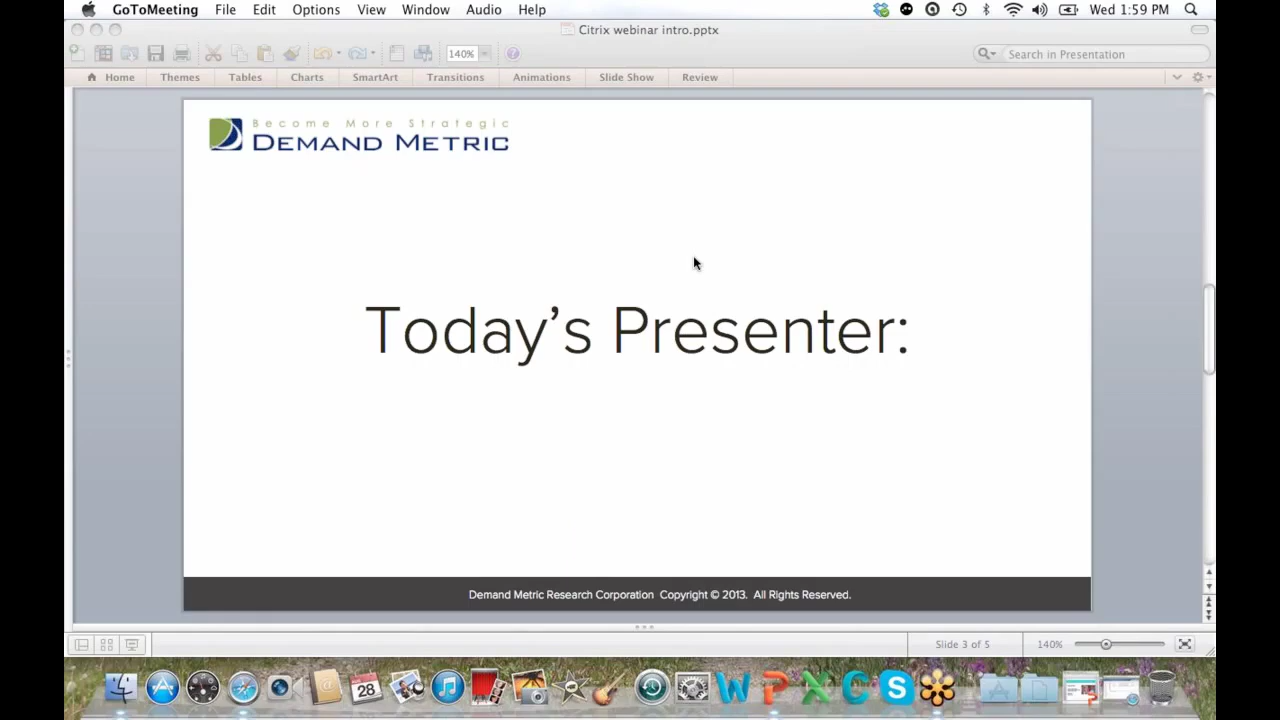 GoToMeeting File Edit Options View Window Audio Help Wed 1:59 PM
Citrix webinar intro.pptx
140% Search in Presentation
Home Themes Tables Charts SmartArt Transitions Animations Slide Show Review
Become More Strategic
DEMAND METRIC
Today's Presenter:
Demand Metric Research Corporation Copyright © 2013. All Rights Reserved.
Slide 3 of 5 140%
28